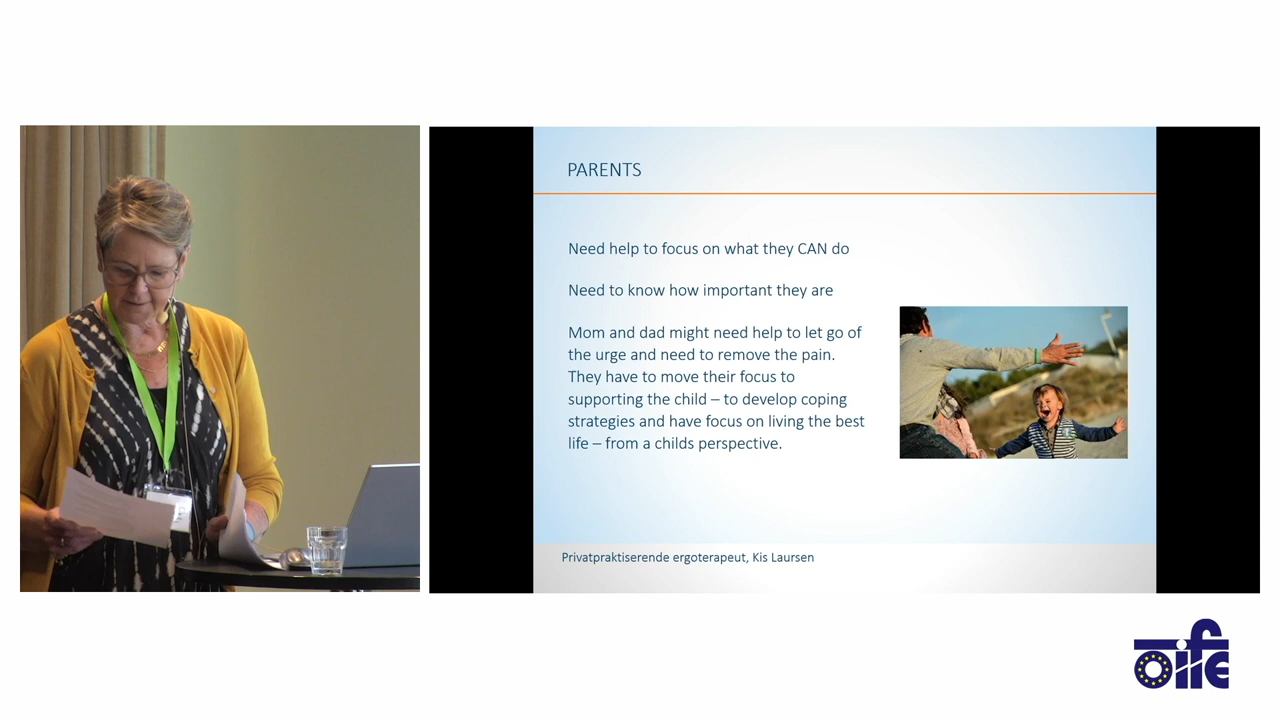 PARENTS
Need help to focus on what they CAN do
Need to know how important they are
Mom and dad might need help to let go of
the urge and need to remove the pain.
They have to move their focus to
supporting the child – to develop coping
strategies and have focus on living the best
life – from a childs perspective.
Privatpraktiserende ergoterapeut, Kis Laursen
oife